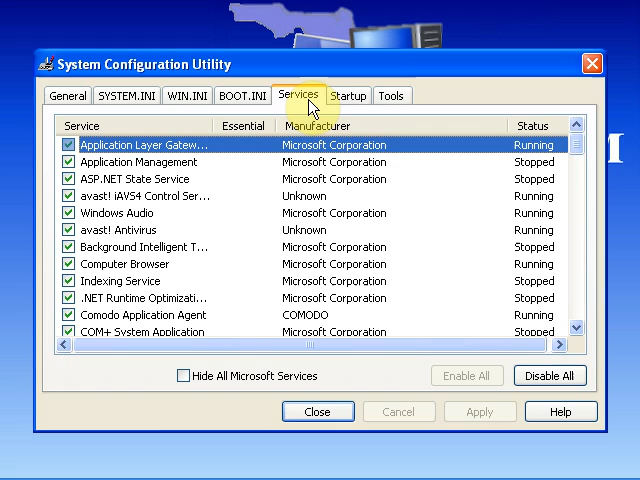 System Configuration Utility
General SYSTEM.INI WIN.INI BOOT.INI Services Startup Tools
Service Essential Manufacturer Status
Application Layer Gatew... Microsoft Corporation Running
Application Management Microsoft Corporation Stopped
ASP.NET State Service Microsoft Corporation Stopped
avast! iAVS4 Control Ser... Unknown Running
Windows Audio Microsoft Corporation Running
avast! Antivirus Unknown Running
Background Intelligent T... Microsoft Corporation Stopped
Computer Browser Microsoft Corporation Running
Indexing Service Microsoft Corporation Stopped
.NET Runtime Optimizati... Microsoft Corporation Stopped
Comodo Application Agent COMODO Running
COM+ System Application Microsoft Corporation Stopped
Hide All Microsoft Services Enable All Disable All
Close Cancel Apply Help
M